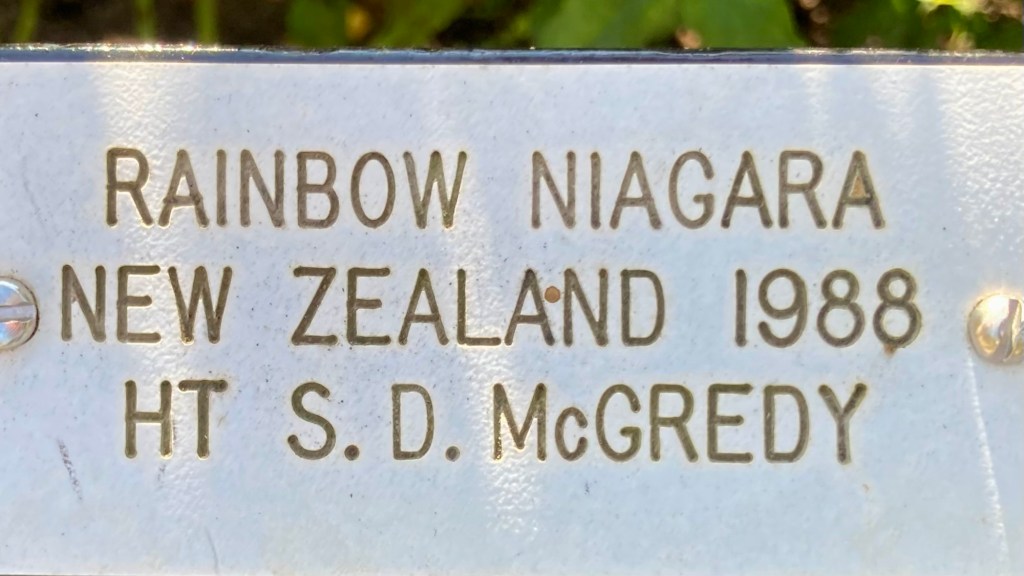 RAINBOW NIAGARA
NEW ZEALAND 1988
HT S. D. McGREDY